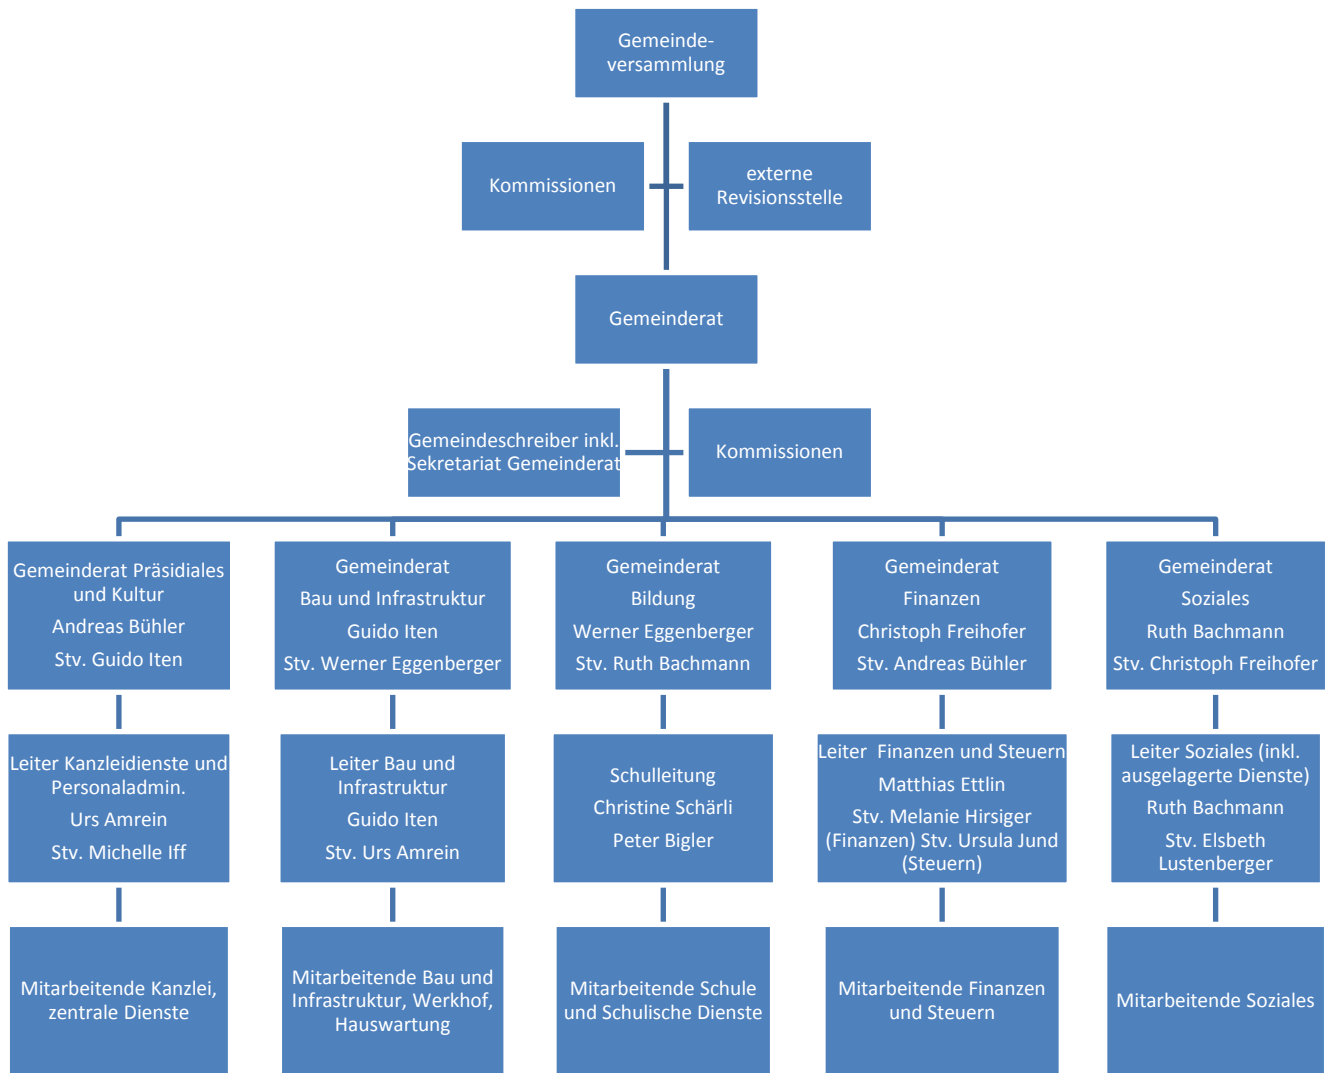 Gemeinde-
versammlung
Kommissionen
externe
Revisionsstelle
Gemeinderat
Gemeindeschreiber inkl.
Sekretariat Gemeinderat
Kommissionen
Gemeinderat Präsidiales
und Kultur
Andreas Bühler
Stv. Guido Iten
Gemeinderat
Bau und Infrastruktur
Guido Iten
Stv. Werner Eggenberger
Gemeinderat
Bildung
Werner Eggenberger
Stv. Ruth Bachmann
Gemeinderat
Finanzen
Christoph Freihofer
Stv. Andreas Bühler
Gemeinderat
Soziales
Ruth Bachmann
Stv. Christoph Freihofer
Leiter Kanzleidienste und
Personaladmin.
Urs Amrein
Stv. Michelle Iff
Leiter Bau und
Infrastruktur
Guido Iten
Stv. Urs Amrein
Schulleitung
Christine Schärli
Peter Bigler
Leiter  Finanzen und Steuern
Matthias Ettlin
Stv. Melanie Hirsiger
(Finanzen) Stv. Ursula Jund
(Steuern)
Leiter Soziales (inkl.
ausgelagerte Dienste)
Ruth Bachmann
Stv. Elsbeth
Lustenberger
Mitarbeitende Kanzlei,
zentrale Dienste
Mitarbeitende Bau und
Infrastruktur, Werkhof,
Hauswartung
Mitarbeitende Schule
und Schulische Dienste
Mitarbeitende Finanzen
und Steuern
Mitarbeitende Soziales